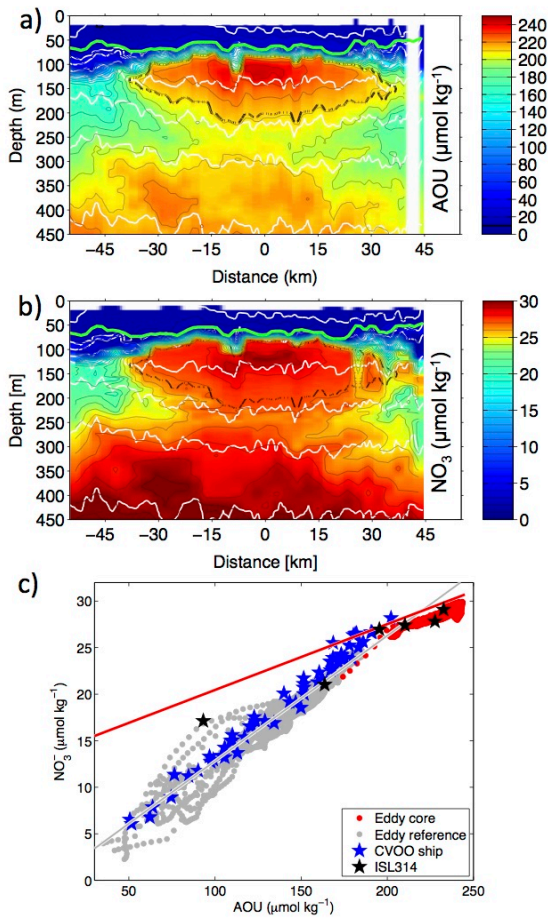 a)
0
50
100
150
200
250
300
350
400
450
Depth (m)
−45 −30 −15 0 15 30 45
Distance (km)
AOU (µmol kg⁻¹)
240
220
200
180
160
140
120
100
80
60
40
20
0
b)
0
50
100
150
200
250
300
350
400
450
Depth [m]
−45 −30 −15 0 15 30 45
Distance [km]
NO₃ (µmol kg⁻¹)
30
25
20
15
10
5
0
c)
30
25
20
15
10
5
0
NO₃⁻ (µmol kg⁻¹)
50 100 150 200 250
AOU (µmol kg⁻¹)
Eddy core
Eddy reference
CVOO ship
ISL314